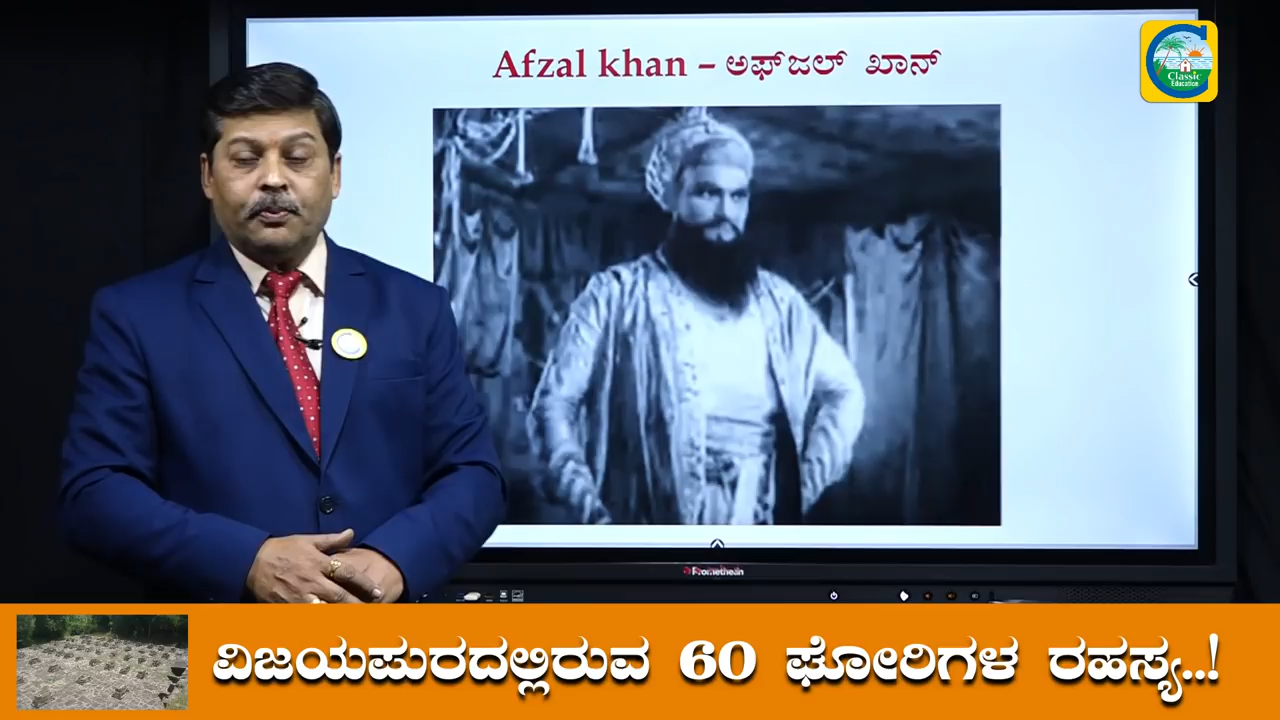 Afzal khan – ಅಫ್‌ಜಲ್ ಖಾನ್
Classic
Education
Promethean
ವಿಜಯಪುರದಲ್ಲಿರುವ 60 ಘೋರಿಗಳ ರಹಸ್ಯ..!